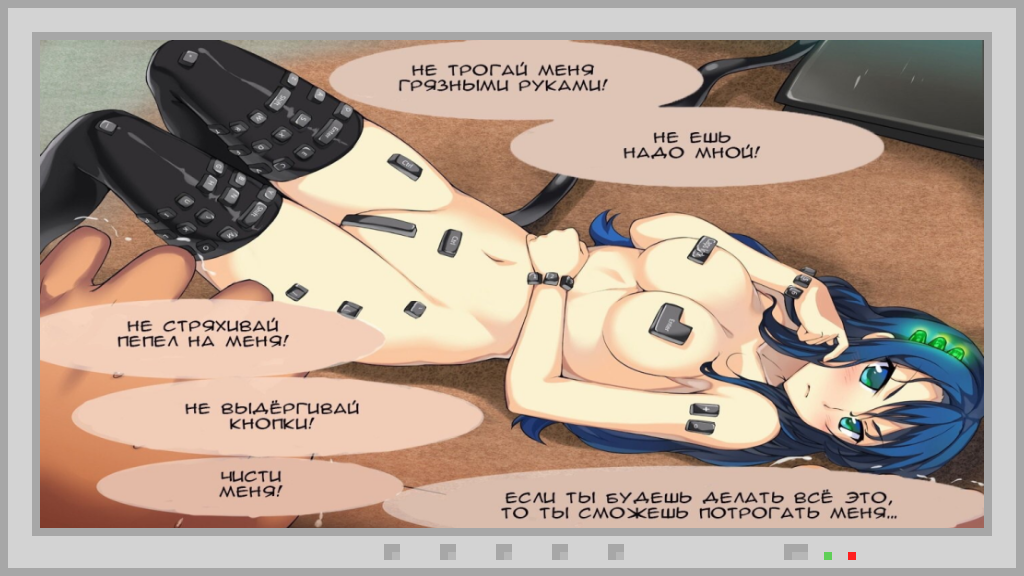 НЕ ТРОГАЙ МЕНЯ
ГРЯЗНЫМИ РУКАМИ!
НЕ ЕШЬ
НАДО МНОЙ!
НЕ СТРЯХИВАЙ
ПЕПЕЛ НА МЕНЯ!
НЕ ВЫДЁРГИВАЙ
КНОПКИ!
ЧИСТИ
МЕНЯ!
ЕСЛИ ТЫ БУДЕШЬ ДЕЛАТЬ ВСЁ ЭТО,
ТО ТЫ СМОЖЕШЬ ПОТРОГАТЬ МЕНЯ...